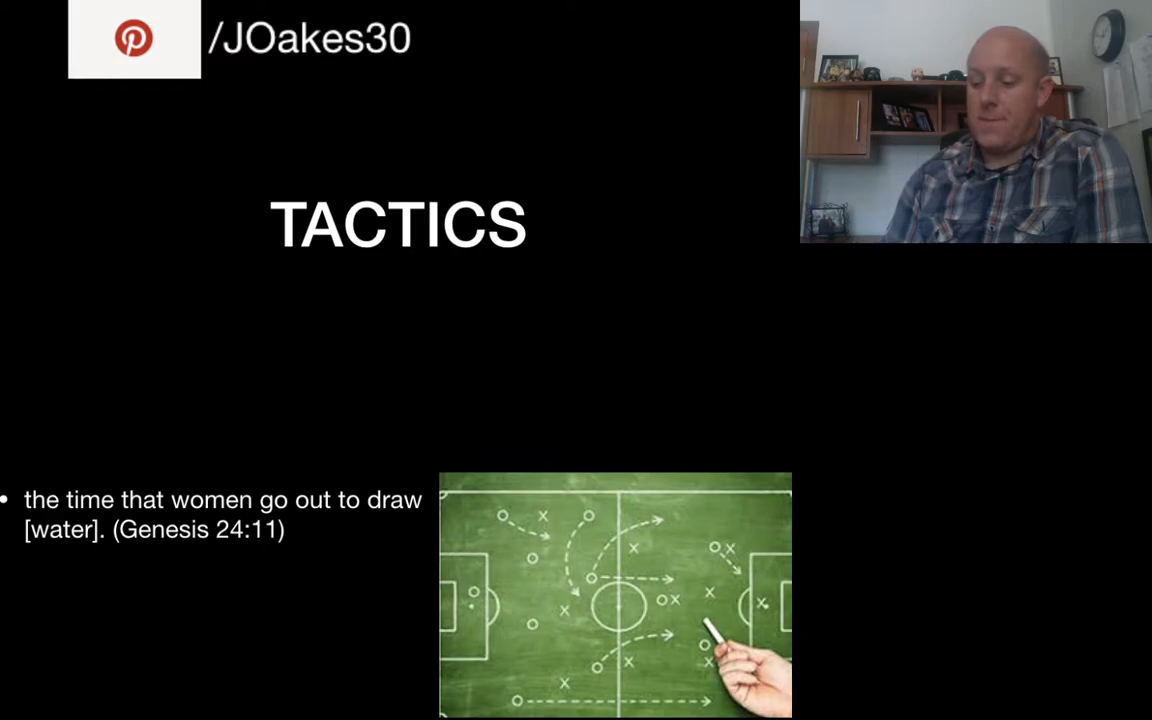 /JOakes30
TACTICS
• the time that women go out to draw
[water]. (Genesis 24:11)